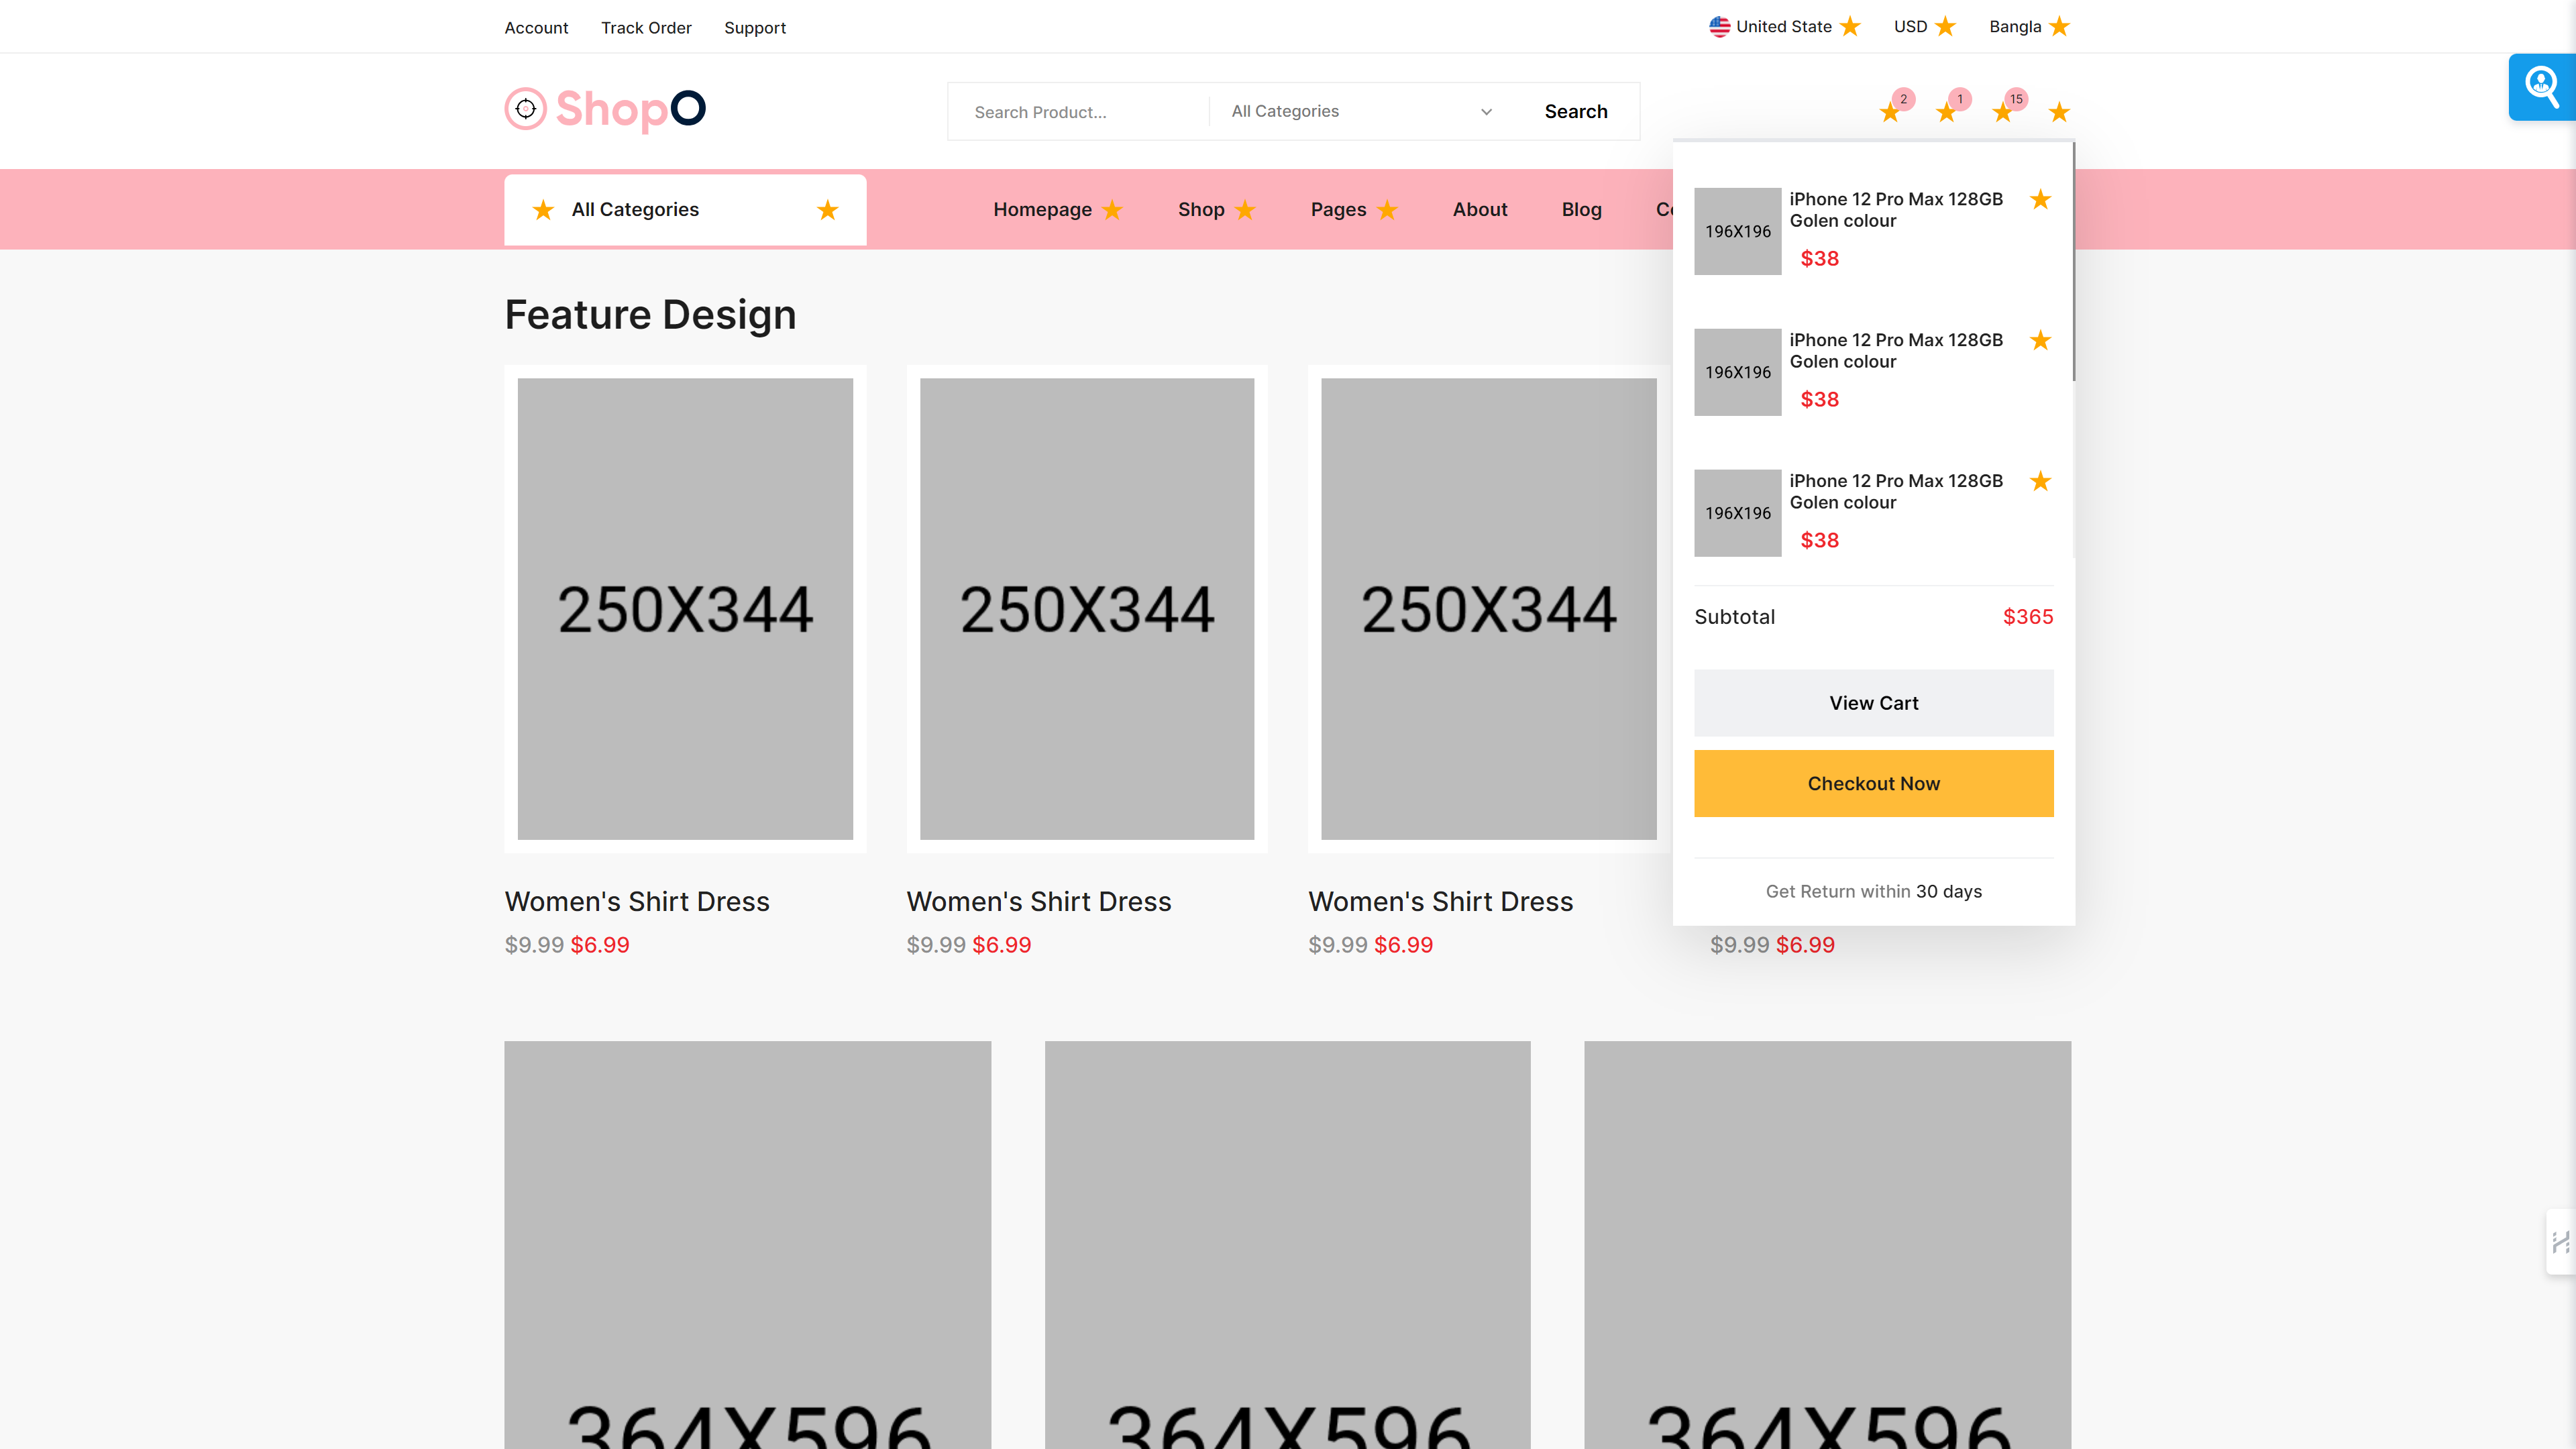 Account Track Order Support United State USD Bangla
ShopO
Search Product... All Categories Search
2 1 15
All Categories Homepage Shop Pages About Blog
Feature Design
250X344 250X344 250X344
196X196 iPhone 12 Pro Max 128GB
Golen colour
$38
196X196 iPhone 12 Pro Max 128GB
Golen colour
$38
196X196 iPhone 12 Pro Max 128GB
Golen colour
$38
Subtotal $365
View Cart
Checkout Now
Get Return within 30 days
Women's Shirt Dress Women's Shirt Dress Women's Shirt Dress
$9.99 $6.99 $9.99 $6.99 $9.99 $6.99 $9.99 $6.99
364X596 364X596 364X596